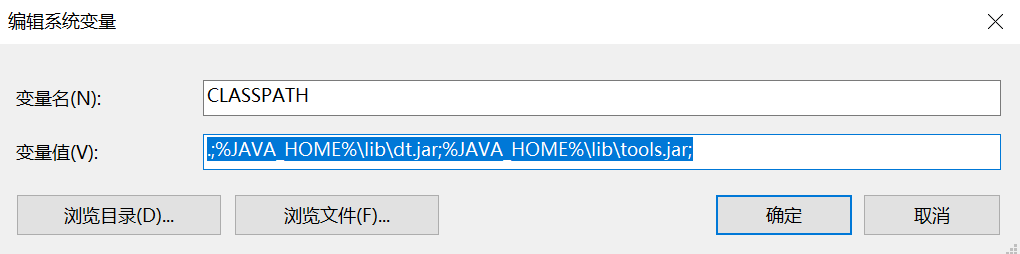 编辑系统变量
变量名(N):
CLASSPATH
变量值(V):
.;%JAVA_HOME%\lib\dt.jar;%JAVA_HOME%\lib\tools.jar;
浏览目录(D)...
浏览文件(F)...
确定
取消